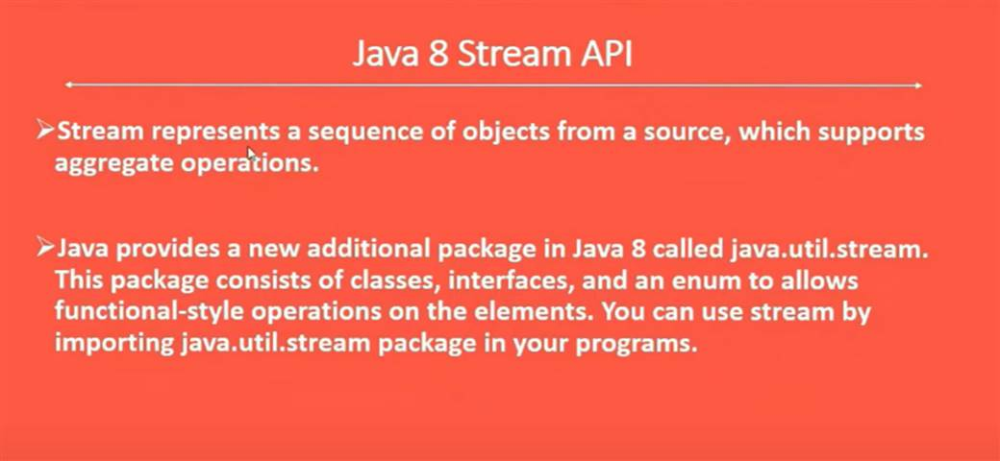 Java 8 Stream API
➢Stream represents a sequence of objects from a source, which supports
aggregate operations.
➢Java provides a new additional package in Java 8 called java.util.stream.
This package consists of classes, interfaces, and an enum to allows
functional-style operations on the elements. You can use stream by
importing java.util.stream package in your programs.